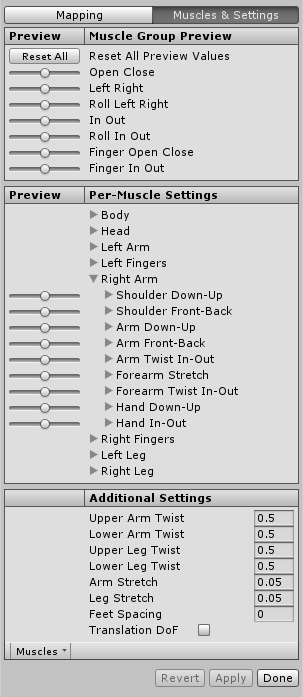 Mapping Muscles & Settings
Preview Muscle Group Preview
Reset All Reset All Preview Values
Open Close
Left Right
Roll Left Right
In Out
Roll In Out
Finger Open Close
Finger In Out
Preview Per-Muscle Settings
Body
Head
Left Arm
Left Fingers
Right Arm
Shoulder Down-Up
Shoulder Front-Back
Arm Down-Up
Arm Front-Back
Arm Twist In-Out
Forearm Stretch
Forearm Twist In-Out
Hand Down-Up
Hand In-Out
Right Fingers
Left Leg
Right Leg
Additional Settings
Upper Arm Twist 0.5
Lower Arm Twist 0.5
Upper Leg Twist 0.5
Lower Leg Twist 0.5
Arm Stretch 0.05
Leg Stretch 0.05
Feet Spacing 0
Translation DoF
Muscles
Revert Apply Done